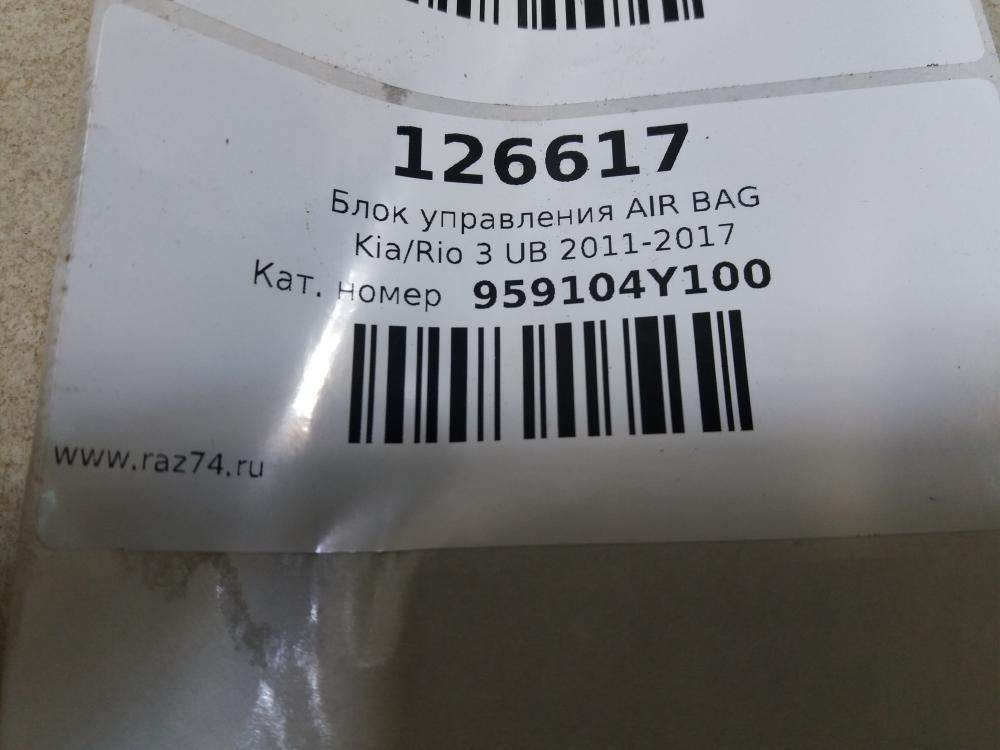 126617
Блок управления AIR BAG
Kia/Rio 3 UB 2011-2017
Кат. номер 959104Y100
www.raz74.ru